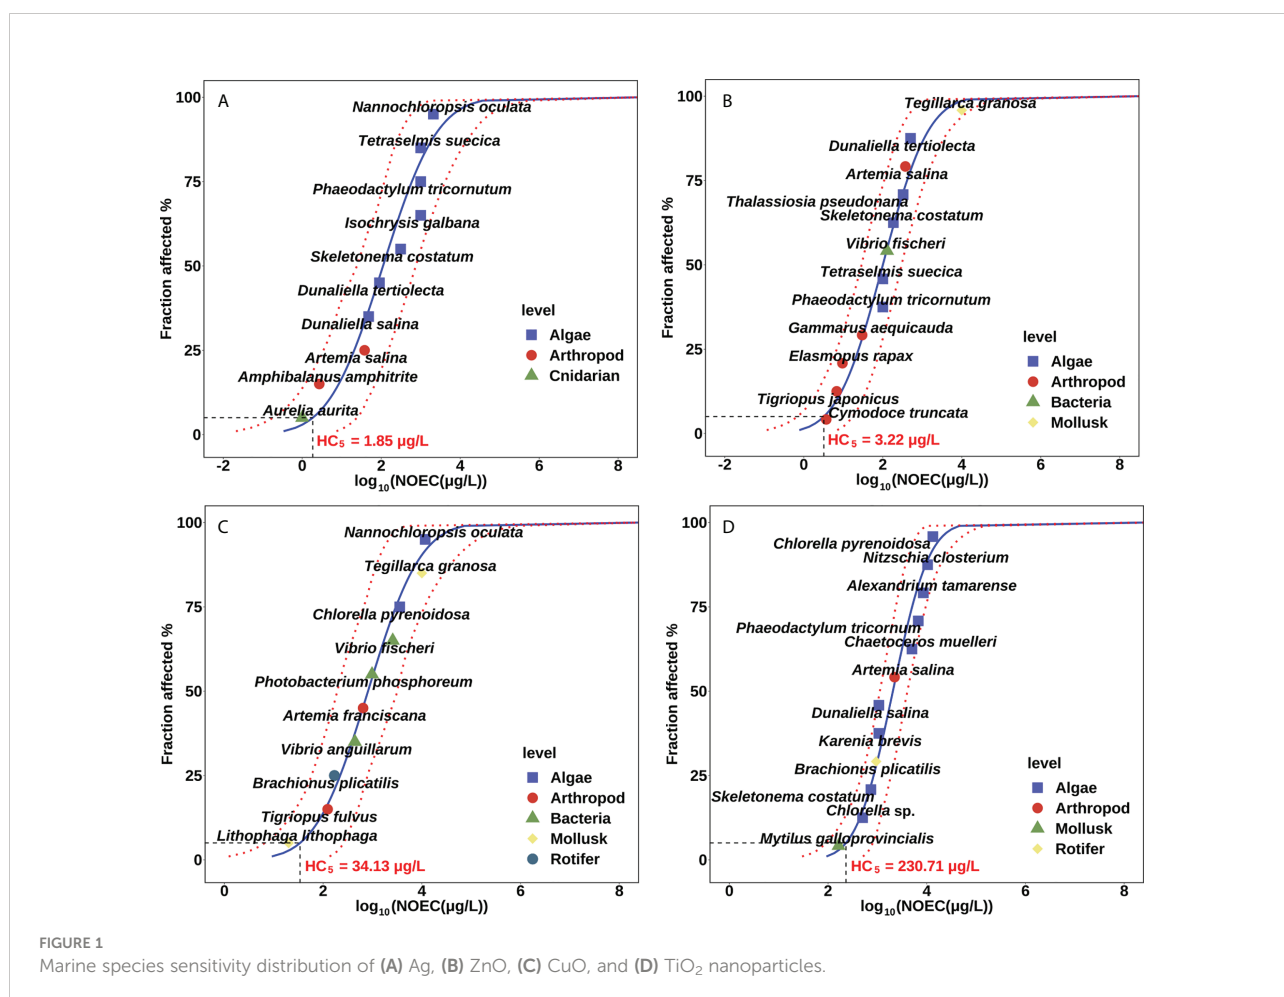 A
Nannochloropsis oculata
Tetraselmis suecica
Phaeodactylum tricornutum
Isochrysis galbana
Skeletonema costatum
Dunaliella tertiolecta
Dunaliella salina
Artemia salina
Amphibalanus amphitrite
Aurelia aurita
HC5 = 1.85 µg/L
level
Algae
Arthropod
Cnidarian
Fraction affected %
100
75
50
25
0
-2 0 2 4 6 8
log10(NOEC(µg/L))
B
Tegillarca granosa
Dunaliella tertiolecta
Artemia salina
Thalassiosia pseudonana
Skeletonema costatum
Vibrio fischeri
Tetraselmis suecica
Phaeodactylum tricornutum
Gammarus aequicauda
Elasmopus rapax
Tigriopus japonicus
Cymodoce truncata
HC5 = 3.22 µg/L
level
Algae
Arthropod
Bacteria
Mollusk
Fraction affected %
100
75
50
25
0
-2 0 2 4 6 8
log10(NOEC(µg/L))
C
Nannochloropsis oculata
Tegillarca granosa
Chlorella pyrenoidosa
Vibrio fischeri
Photobacterium phosphoreum
Artemia franciscana
Vibrio anguillarum
Brachionus plicatilis
Tigriopus fulvus
Lithophaga lithophaga
HC5 = 34.13 µg/L
level
Algae
Arthropod
Bacteria
Mollusk
Rotifer
Fraction affected %
100
75
50
25
0
0 2 4 6 8
log10(NOEC(µg/L))
D
Chlorella pyrenoidosa
Nitzschia closterium
Alexandrium tamarense
Phaeodactylum tricornum
Chaetoceros muelleri
Artemia salina
Dunaliella salina
Karenia brevis
Brachionus plicatilis
Skeletonema costatum
Chlorella sp.
Mytilus galloprovincialis
HC5 = 230.71 µg/L
level
Algae
Arthropod
Mollusk
Rotifer
Fraction affected %
100
75
50
25
0
0 2 4 6 8
log10(NOEC(µg/L))
FIGURE 1
Marine species sensitivity distribution of (A) Ag, (B) ZnO, (C) CuO, and (D) TiO2 nanoparticles.